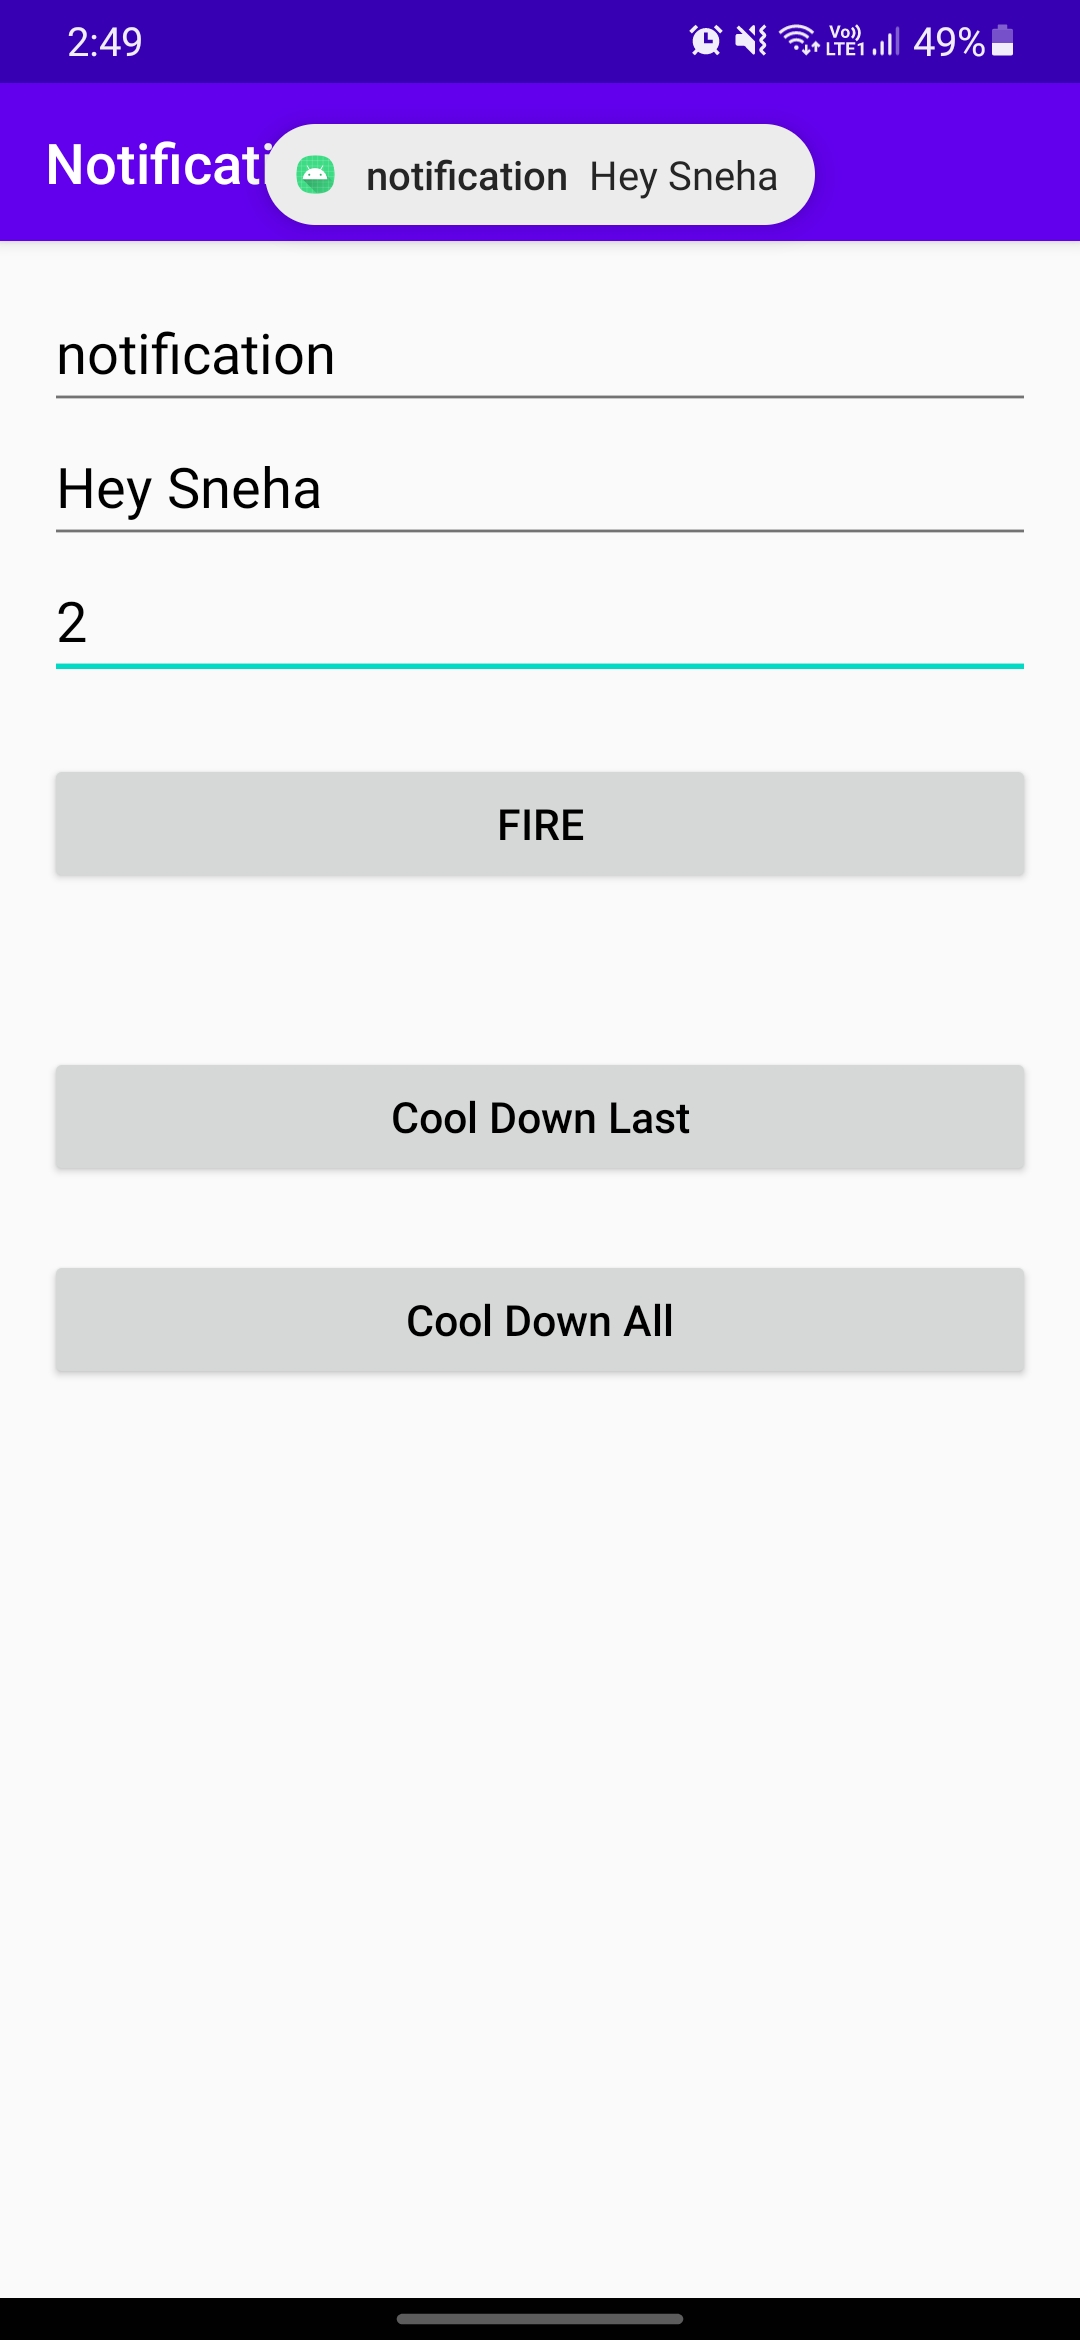 2:49 Vo)) LTE1 49%
Notificati
notification Hey Sneha
notification
Hey Sneha
2
FIRE
Cool Down Last
Cool Down All